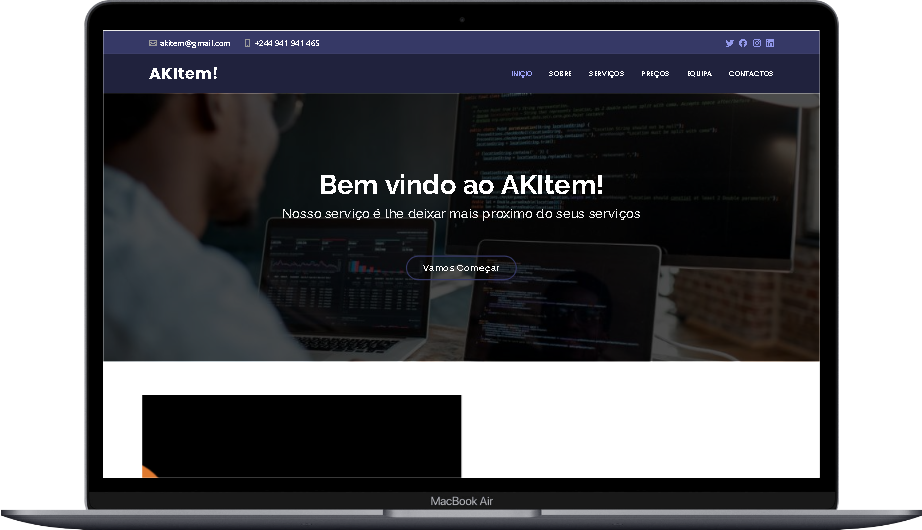 akitem@gmail.com +244 941 941 465
AKItem!
INICIO SOBRE SERVIÇOS PREÇOS EQUIPA CONTACTOS
Bem vindo ao AKItem!
Nosso serviço é lhe deixar mais proximo do seus serviços
Vamos Começar
MacBook Air